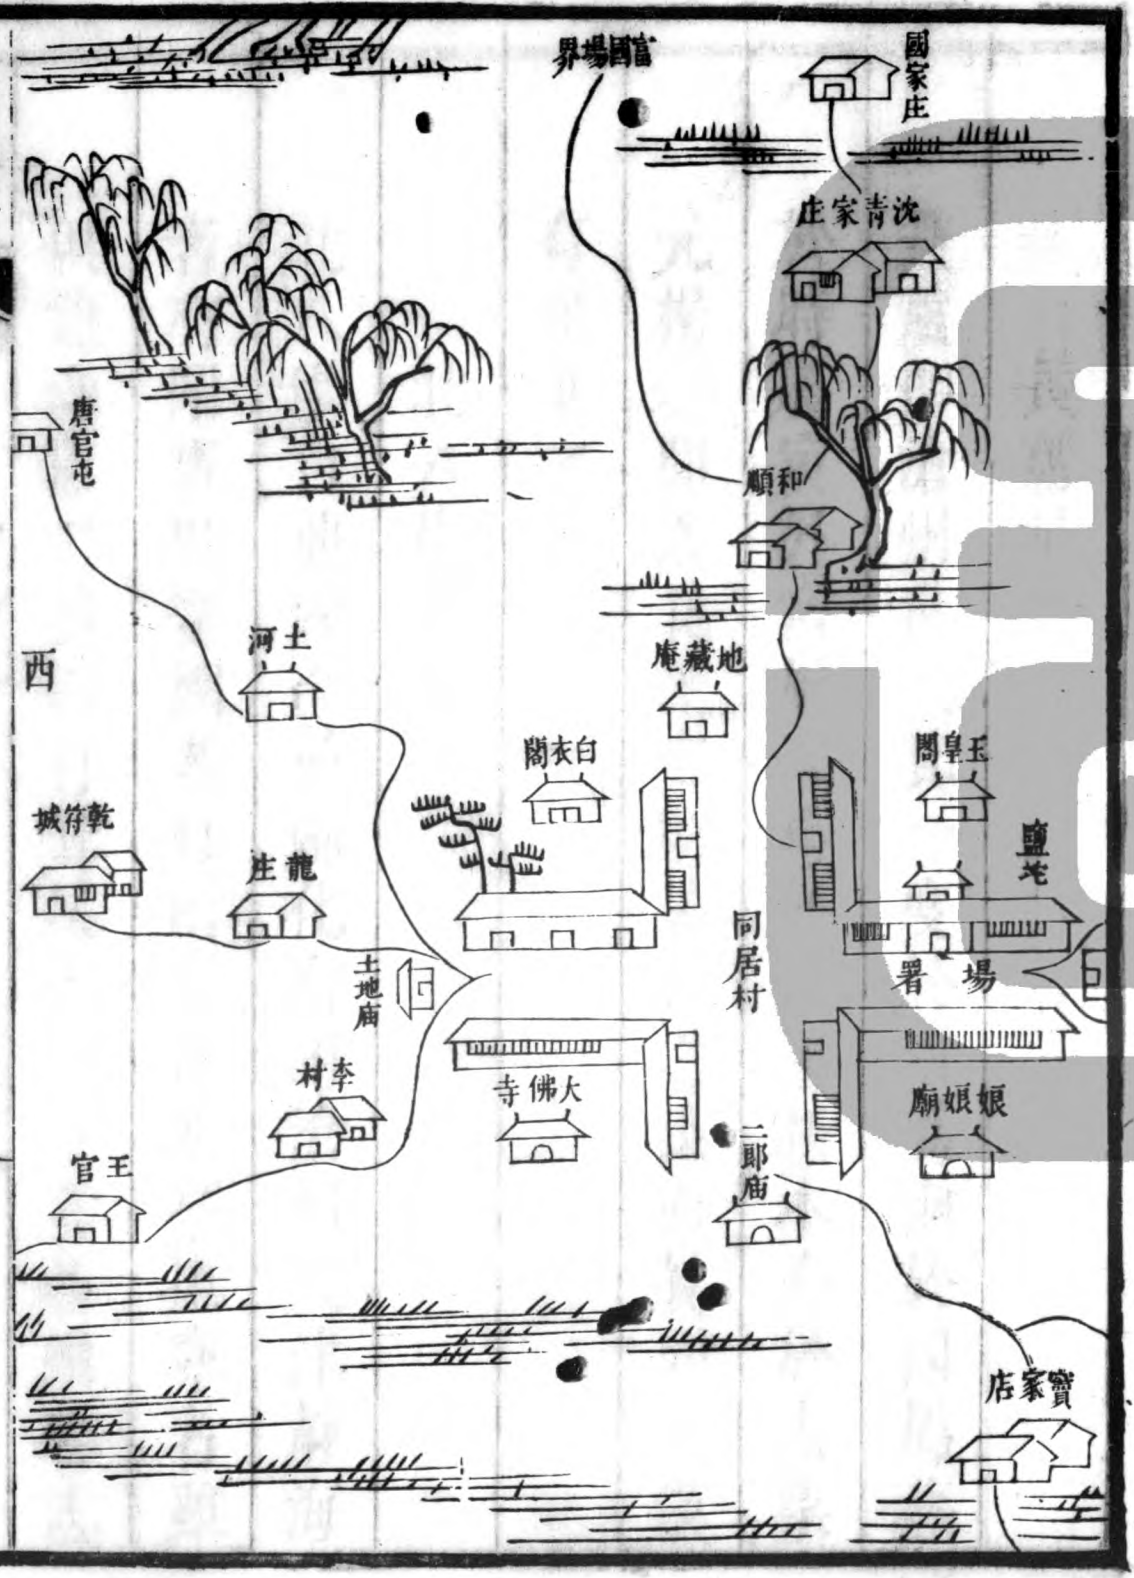 國家庄
富國場界
沈青家庄
和順
唐官屯
土河
西
地藏庵
玉皇閣
白衣閣
鹽坨
乾符城
龍庄
同居村
場署
土地庙
李村
大佛寺
娘娘廟
二郎庙
王官
寳家店